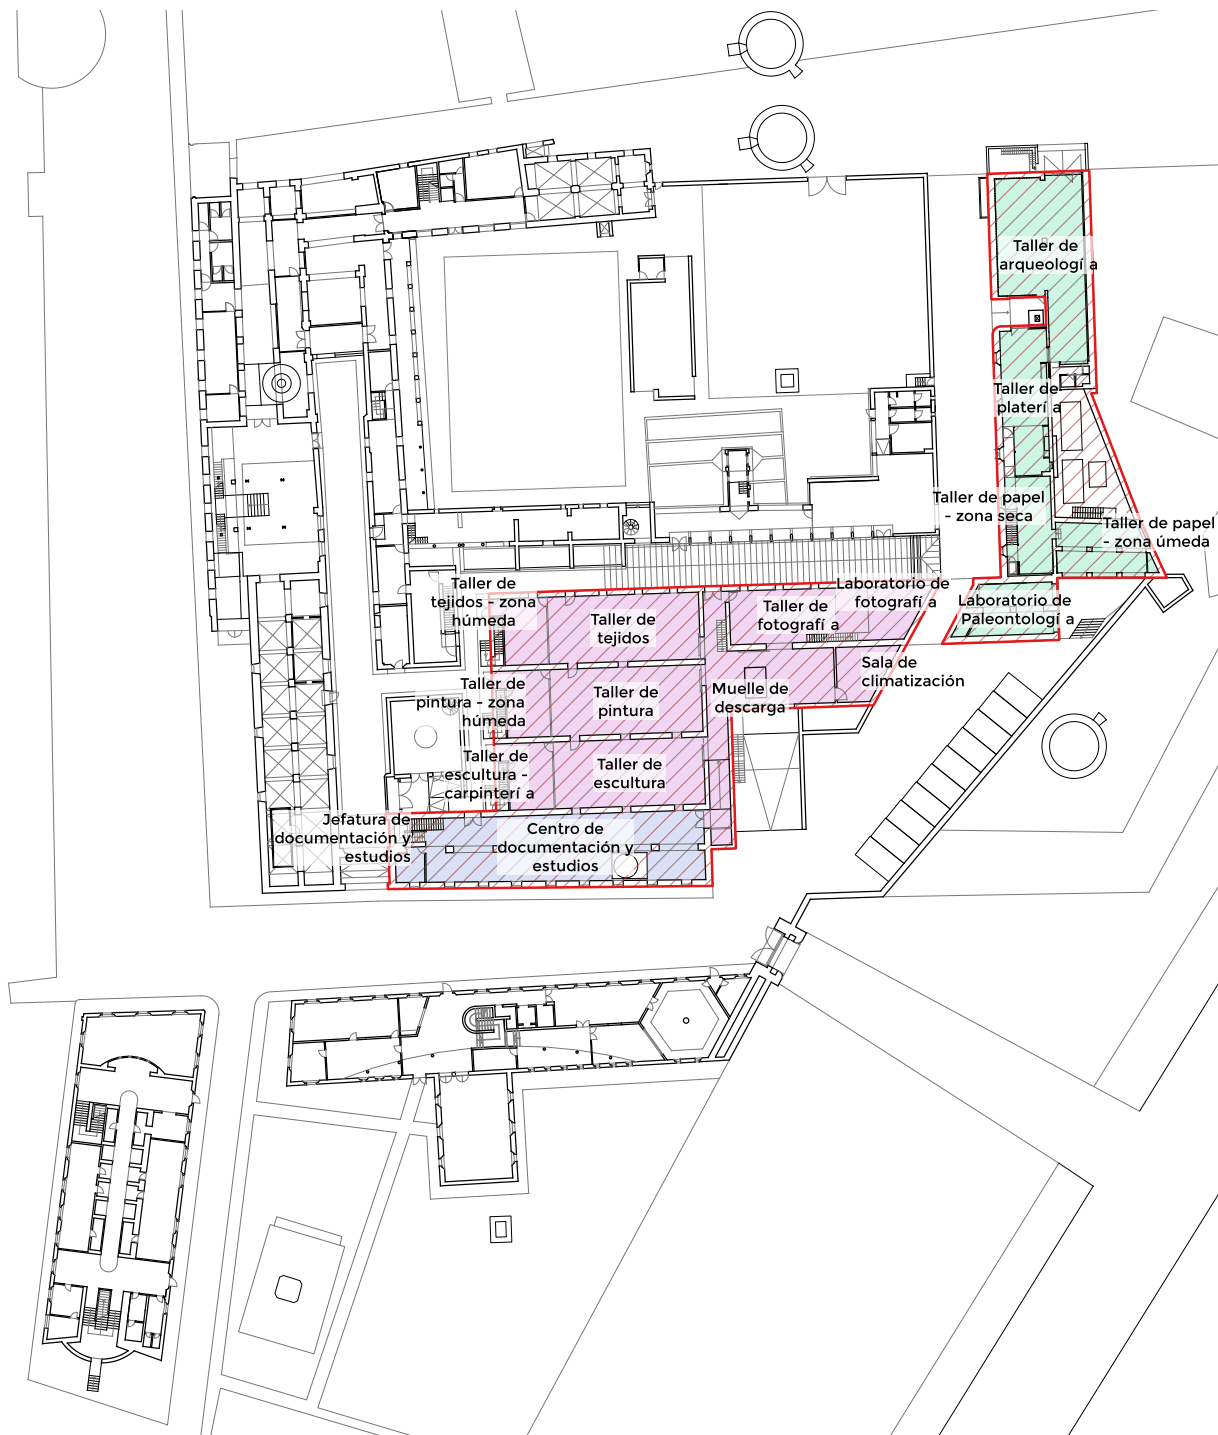 Taller de
arqueologí a
Taller de
platerí a
Taller de papel
- zona seca
Taller de papel
- zona úmeda
Taller de
tejidos - zona
húmeda
Taller de
tejidos
Taller de
fotografí a
Laboratorio de
fotografí a
Laboratorio de
Paleontologí a
Taller de
pintura - zona
húmeda
Taller de
pintura
Muelle de
descarga
Sala de
climatización
Taller de
escultura -
carpinterí a
Taller de
escultura
Jefatura de
documentación y
estudios
Centro de
documentación y
estudios